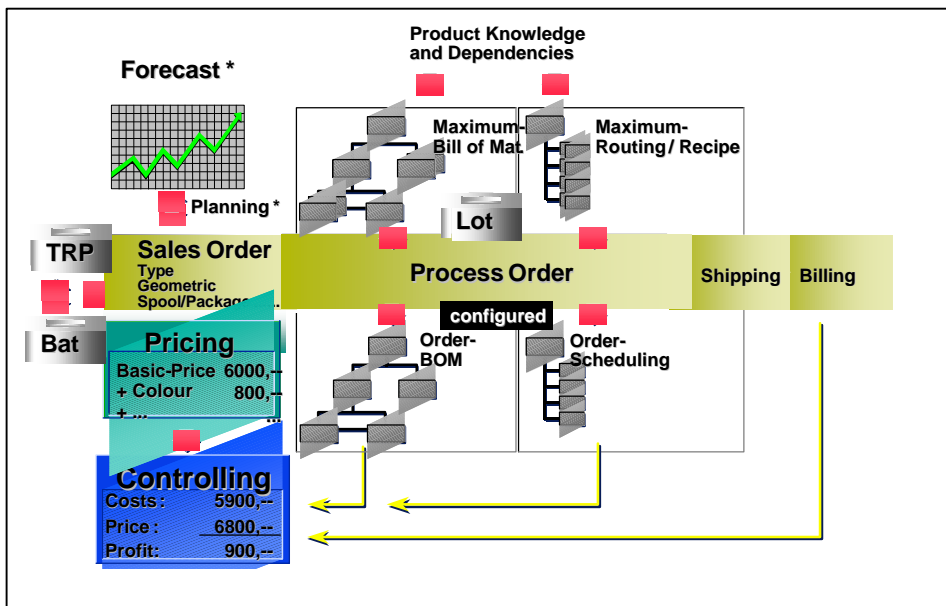 Product Knowledge
and Dependencies
Forecast *
Maximum-
Bill of Mat.
Maximum-
Routing / Recipe
Planning *
Lot
TRP
Sales Order
Type
Geometric
Spool/Package ...
Process Order
Shipping
Billing
configured
Bat
Pricing
Basic-Price 6000,--
+ Colour 800,--
+ ... ...
Order-
BOM
Order-
Scheduling
Controlling
Costs : 5900,--
Price : 6800,--
Profit: 900,--